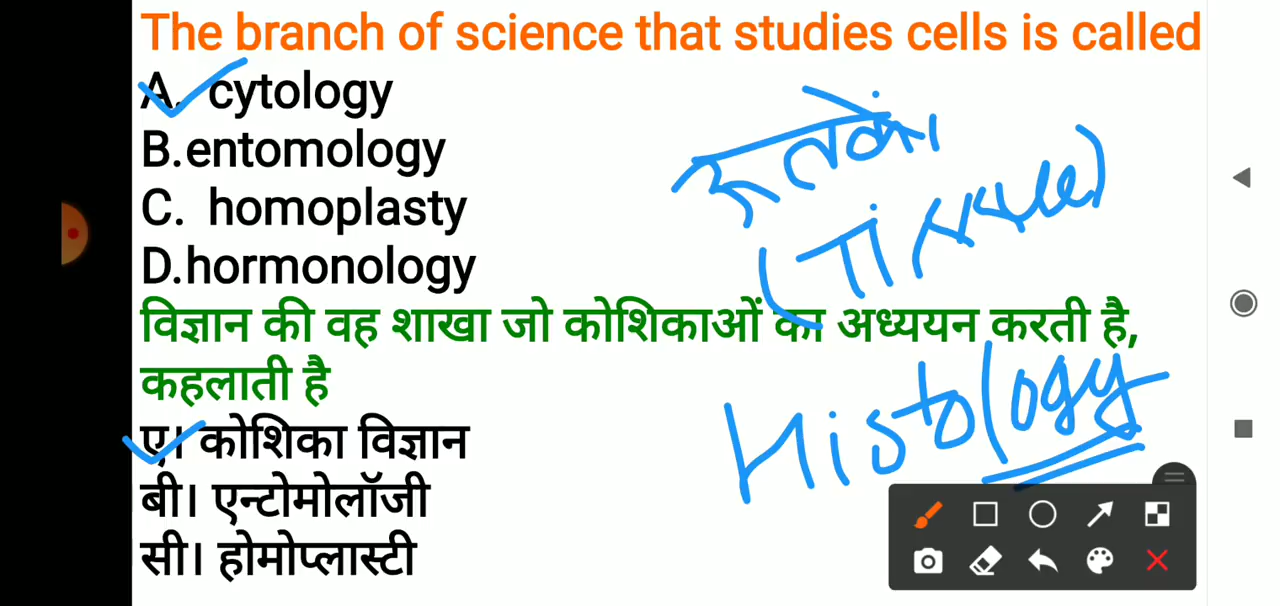 The branch of science that studies cells is called
A. cytology
B.entomology
C. homoplasty
D.hormonology
विज्ञान की वह शाखा जो कोशिकाओं का अध्ययन करती है,
कहलाती है
ए। कोशिका विज्ञान
बी। एन्टोमोलॉजी
सी। होमोप्लास्टी
(Tissue)
Histology